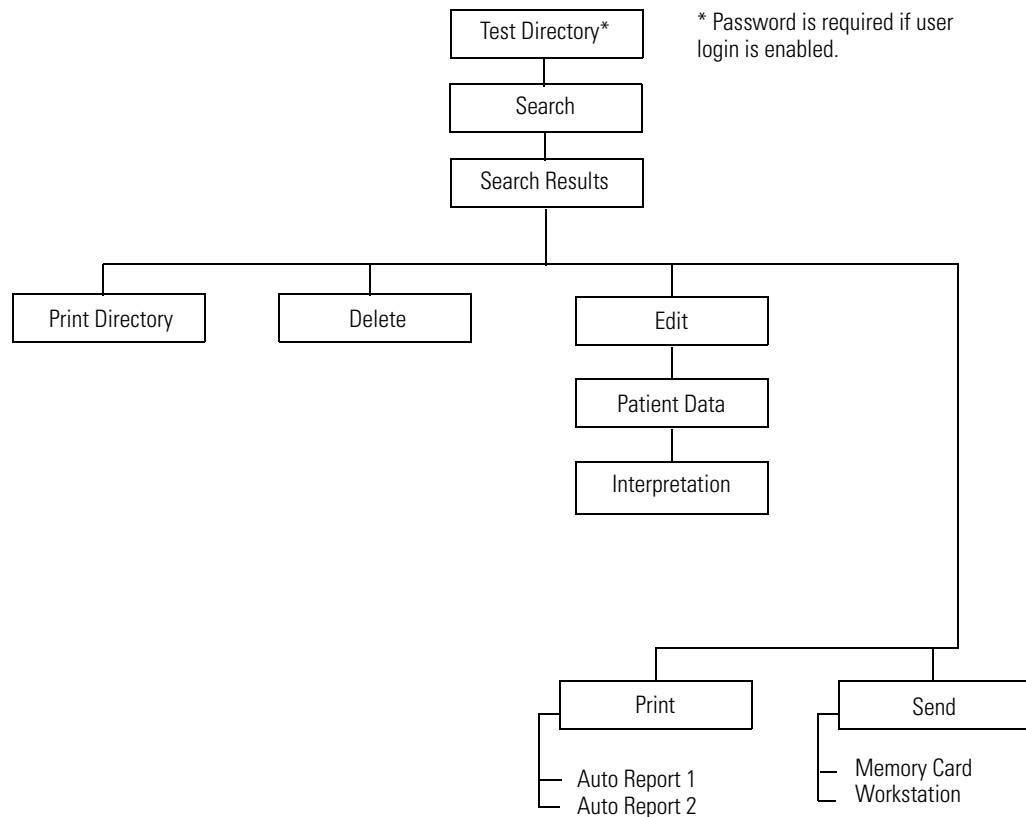 Test Directory*
* Password is required if user
login is enabled.
Search
Search Results
Print Directory
Delete
Edit
Patient Data
Interpretation
Print
Send
Auto Report 1
Auto Report 2
Memory Card
Workstation